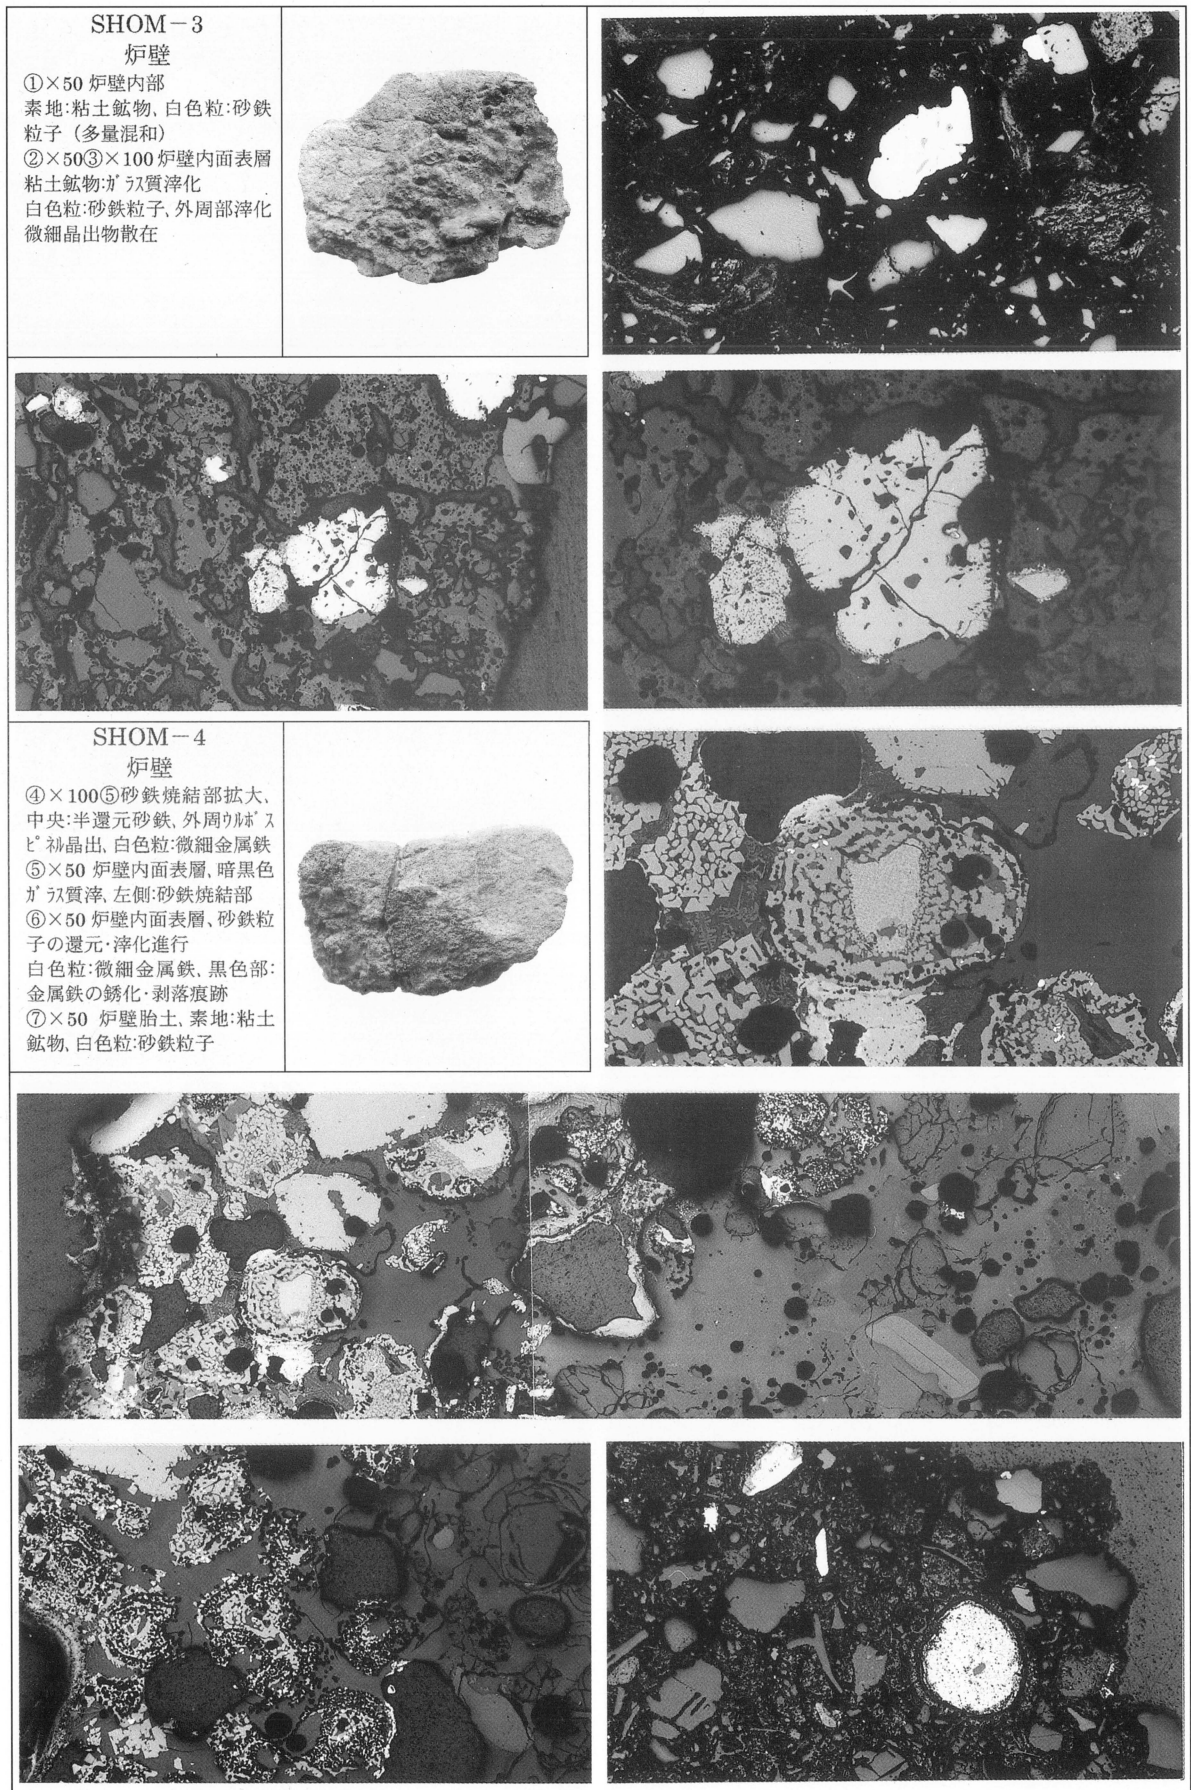 SHOM－3
炉壁
①×50 炉壁内部
素地：粘土鉱物、白色粒：砂鉄
粒子（多量混和）
②×50③×100 炉壁内面表層
粘土鉱物：ｶﾞﾗｽ質滓化
白色粒：砂鉄粒子、外周部滓化
微細晶出物散在
SHOM－4
炉壁
④×100⑤砂鉄焼結部拡大、
中央：半還元砂鉄、外周ｳﾙﾎﾞｽ
ﾋﾟﾈﾙ晶出、白色粒：微細金属鉄
⑤×50 炉壁内面表層、暗黒色
ｶﾞﾗｽ質滓、左側：砂鉄焼結部
⑥×50 炉壁内面表層、砂鉄粒
子の還元・滓化進行
白色粒：微細金属鉄、黒色部：
金属鉄の銹化・剥落痕跡
⑦×50 炉壁胎土、素地：粘土
鉱物、白色粒：砂鉄粒子